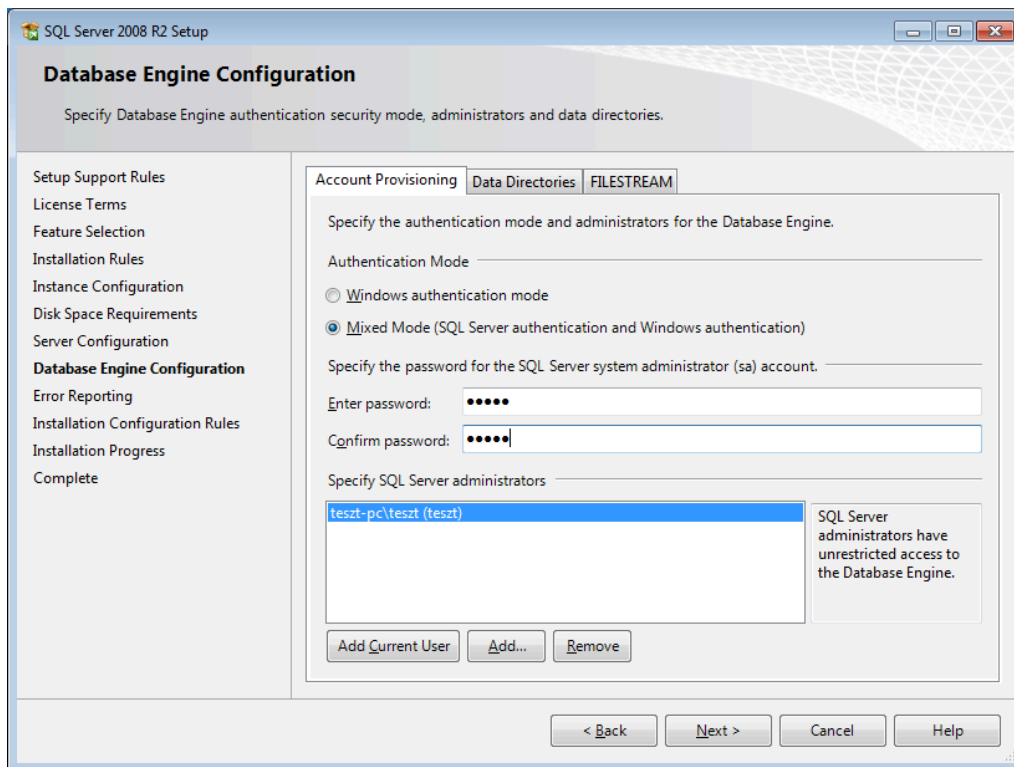 SQL Server 2008 R2 Setup
Database Engine Configuration
Specify Database Engine authentication security mode, administrators and data directories.
Setup Support Rules
License Terms
Feature Selection
Installation Rules
Instance Configuration
Disk Space Requirements
Server Configuration
Database Engine Configuration
Error Reporting
Installation Configuration Rules
Installation Progress
Complete
Account Provisioning Data Directories FILESTREAM
Specify the authentication mode and administrators for the Database Engine.
Authentication Mode
Windows authentication mode
Mixed Mode (SQL Server authentication and Windows authentication)
Specify the password for the SQL Server system administrator (sa) account.
Enter password: ●●●●●
Confirm password: ●●●●●
Specify SQL Server administrators
teszt-pc\teszt (teszt)
SQL Server
administrators have
unrestricted access to
the Database Engine.
Add Current User Add... Remove
< Back Next > Cancel Help